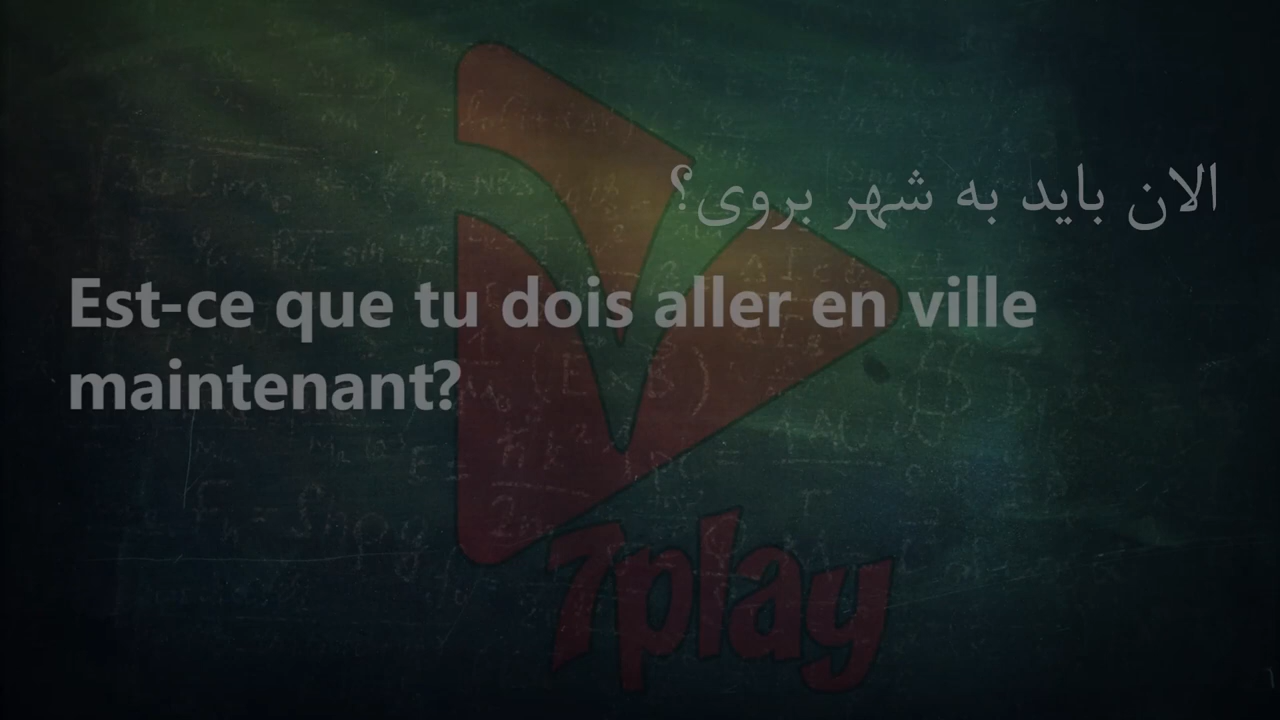 الان باید به شهر بروی؟
Est-ce que tu dois aller en ville
maintenant?
7play